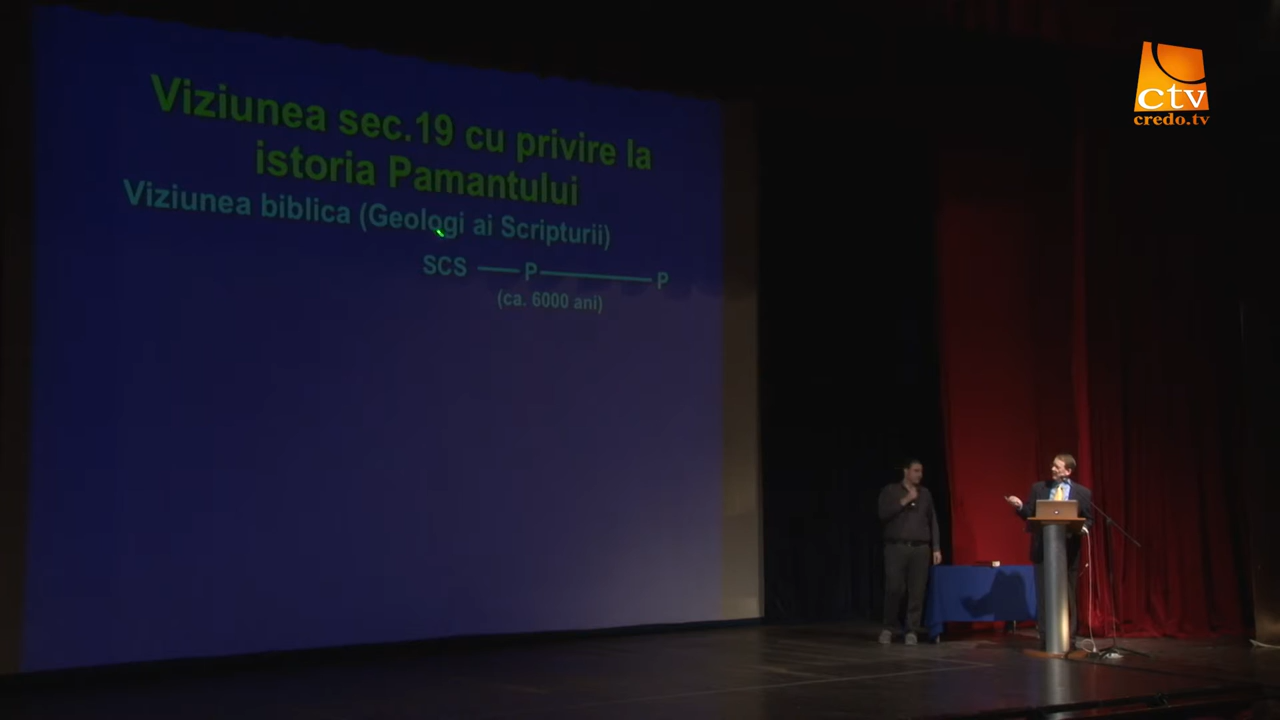 Viziunea sec.19 cu privire la
istoria Pamantului
Viziunea biblica (Geologi ai Scripturii)
SCS P P
(ca. 6000 ani)
ctv
credo.tv